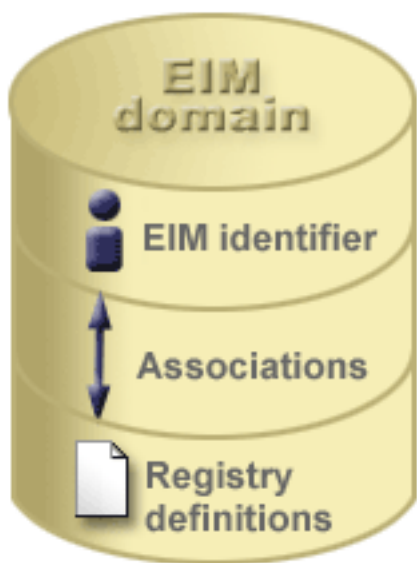 EIM
domain
EIM identifier
Associations
Registry
definitions